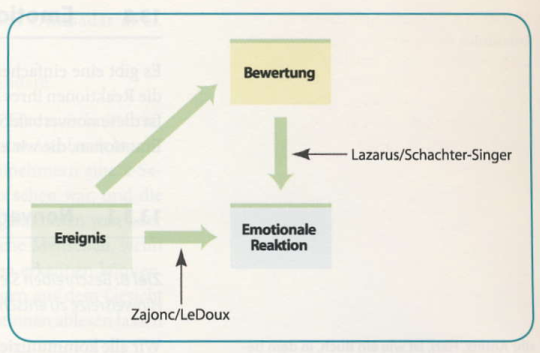 Bewertung
Lazarus/Schachter-Singer
Ereignis
Emotionale
Reaktion
Zajonc/LeDoux